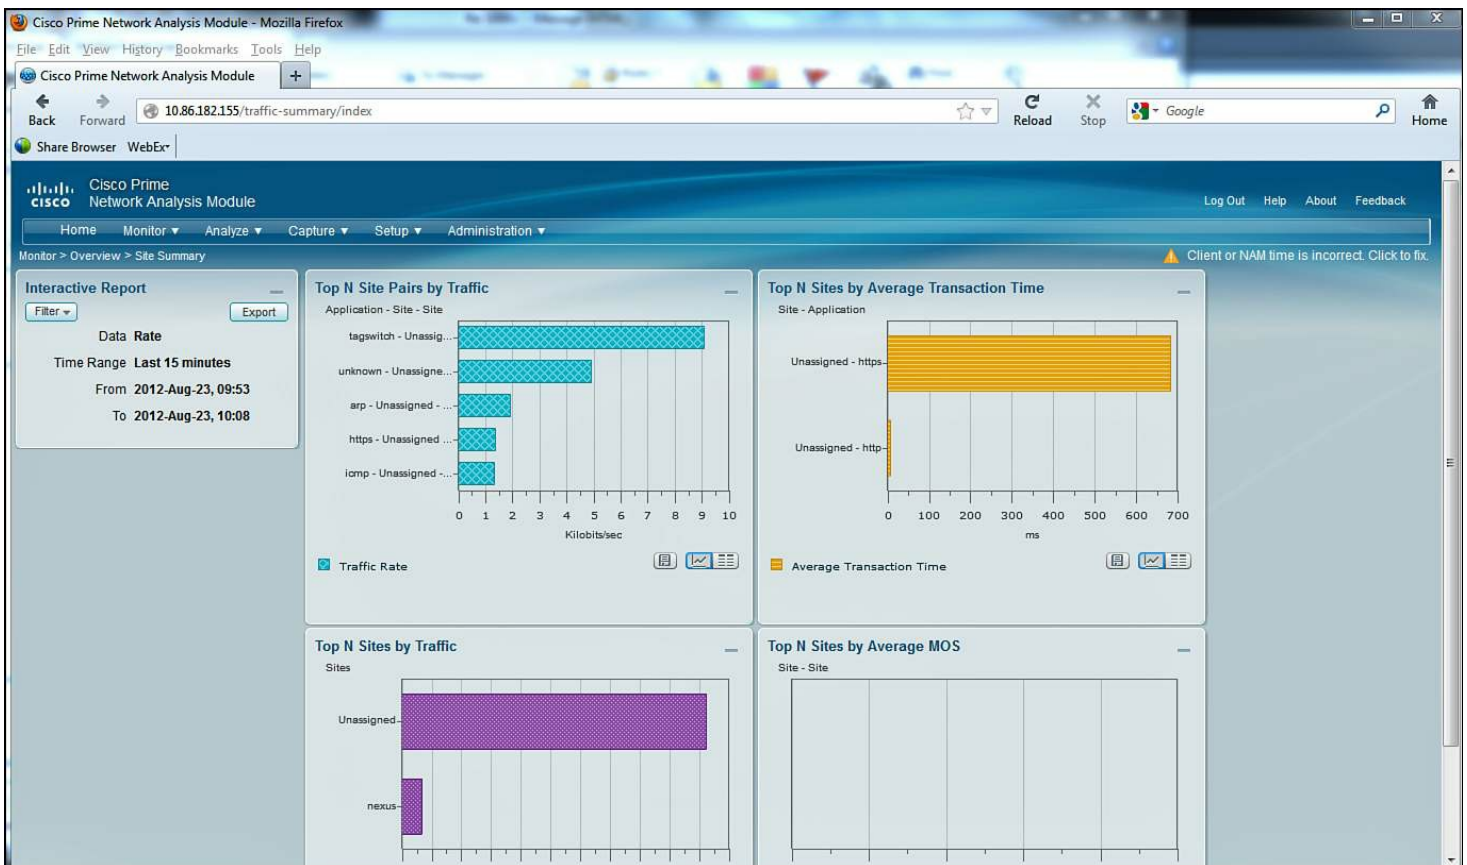 Cisco Prime Network Analysis Module - Mozilla Firefox
File Edit View History Bookmarks Tools Help
Cisco Prime Network Analysis Module +
Back Forward 10.86.182.155/traffic-summary/index Reload Stop Google Home
Share Browser WebEx
cisco Cisco Prime
Network Analysis Module
Log Out Help About Feedback
Home Monitor Analyze Capture Setup Administration
Monitor > Overview > Site Summary
Client or NAM time is incorrect. Click to fix.
Interactive Report
Filter Export
Data Rate
Time Range Last 15 minutes
From 2012-Aug-23, 09:53
To 2012-Aug-23, 10:08
Top N Site Pairs by Traffic
Application - Site - Site
tagswitch - Unassig...
unknown - Unassigne...
arp - Unassigned - ...
https - Unassigned ...
icmp - Unassigned -...
0 1 2 3 4 5 6 7 8 9 10
Kilobits/sec
Traffic Rate
Top N Sites by Average Transaction Time
Site - Application
Unassigned - https
Unassigned - http
0 100 200 300 400 500 600 700
ms
Average Transaction Time
Top N Sites by Traffic
Sites
Unassigned
nexus
Top N Sites by Average MOS
Site - Site